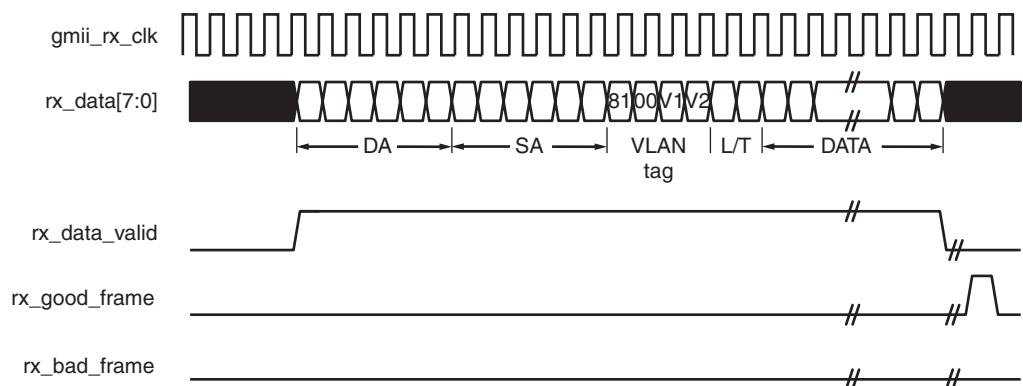 gmii_rx_clk
rx_data[7:0]
81 00 V1 V2
DA SA VLAN L/T DATA
tag
rx_data_valid
rx_good_frame
rx_bad_frame